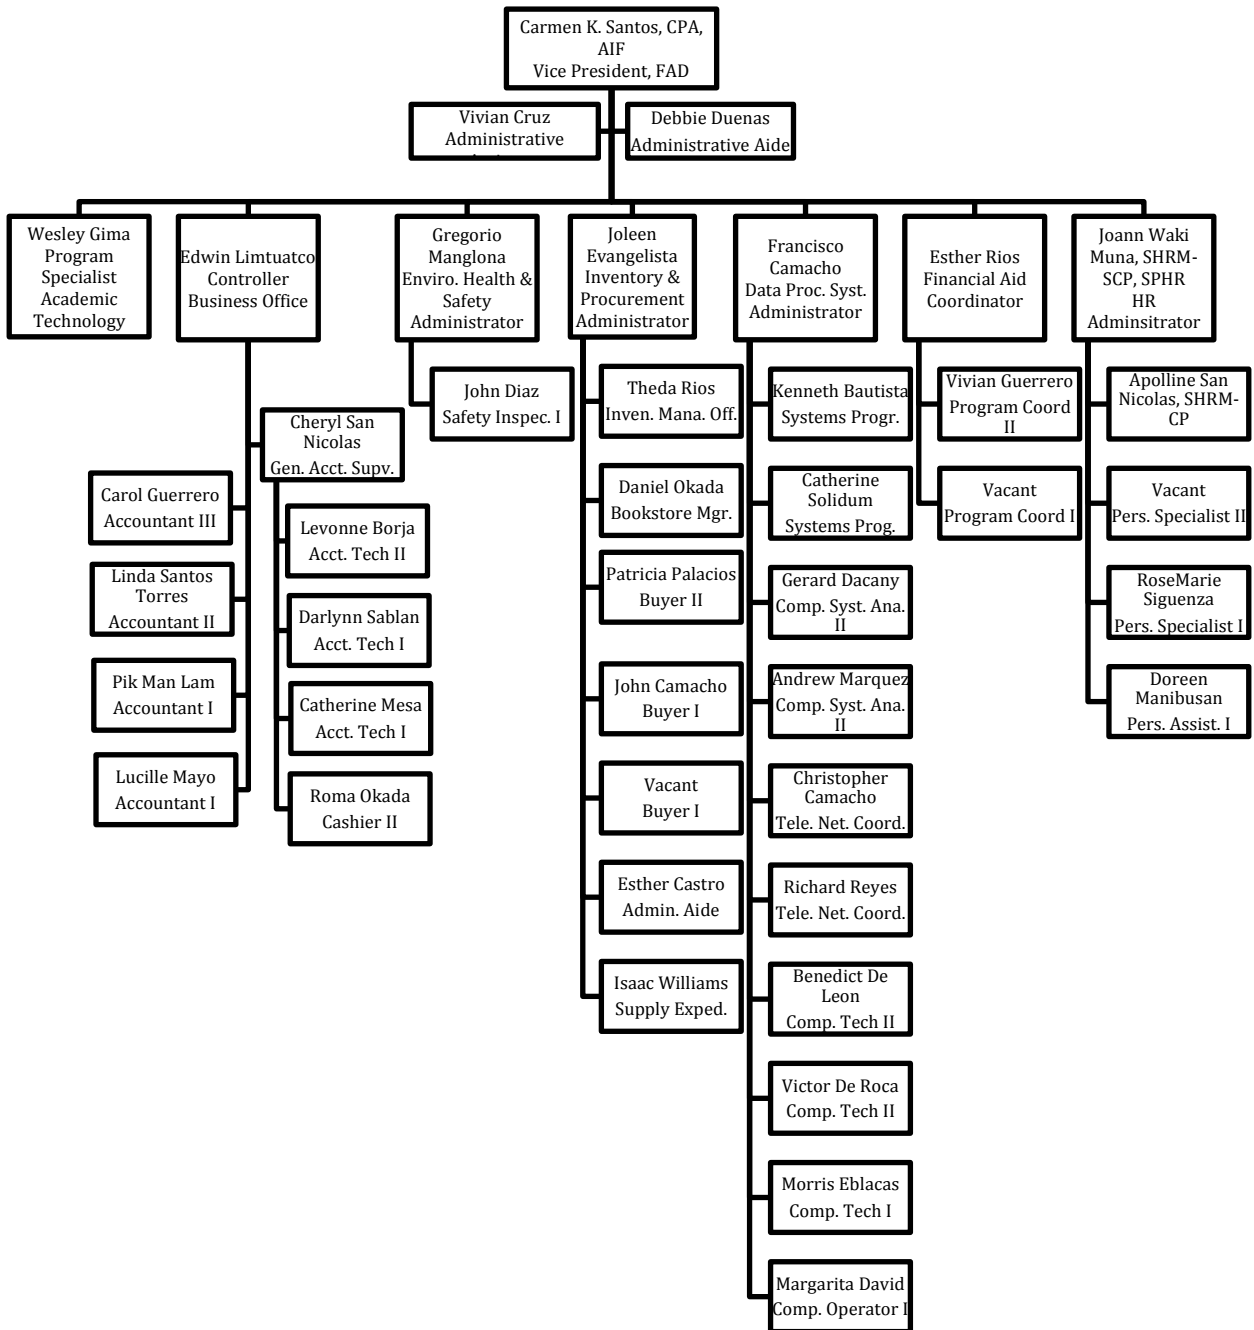 Carmen K. Santos, CPA,
AIF
Vice President, FAD
Vivian Cruz
Administrative
Debbie Duenas
Administrative Aide
Wesley Gima
Program
Specialist
Academic
Technology
Edwin Limtuatco
Controller
Business Office
Gregorio
Manglona
Enviro. Health &
Safety
Administrator
Joleen
Evangelista
Inventory &
Procurement
Administrator
Francisco
Camacho
Data Proc. Syst.
Administrator
Esther Rios
Financial Aid
Coordinator
Joann Waki
Muna, SHRM-
SCP, SPHR
HR
Adminsitrator
Cheryl San
Nicolas
Gen. Acct. Supv.
Carol Guerrero
Accountant III
Linda Santos
Torres
Accountant II
Pik Man Lam
Accountant I
Lucille Mayo
Accountant I
Levonne Borja
Acct. Tech II
Darlynn Sablan
Acct. Tech I
Catherine Mesa
Acct. Tech I
Roma Okada
Cashier II
John Diaz
Safety Inspec. I
Theda Rios
Inven. Mana. Off.
Daniel Okada
Bookstore Mgr.
Patricia Palacios
Buyer II
John Camacho
Buyer I
Vacant
Buyer I
Esther Castro
Admin. Aide
Isaac Williams
Supply Exped.
Kenneth Bautista
Systems Progr.
Catherine
Solidum
Systems Prog.
Gerard Dacany
Comp. Syst. Ana.
II
Andrew Marquez
Comp. Syst. Ana.
II
Christopher
Camacho
Tele. Net. Coord.
Richard Reyes
Tele. Net. Coord.
Benedict De
Leon
Comp. Tech II
Victor De Roca
Comp. Tech II
Morris Eblacas
Comp. Tech I
Margarita David
Comp. Operator I
Vivian Guerrero
Program Coord
II
Vacant
Program Coord I
Apolline San
Nicolas, SHRM-
CP
Vacant
Pers. Specialist II
RoseMarie
Siguenza
Pers. Specialist I
Doreen
Manibusan
Pers. Assist. I